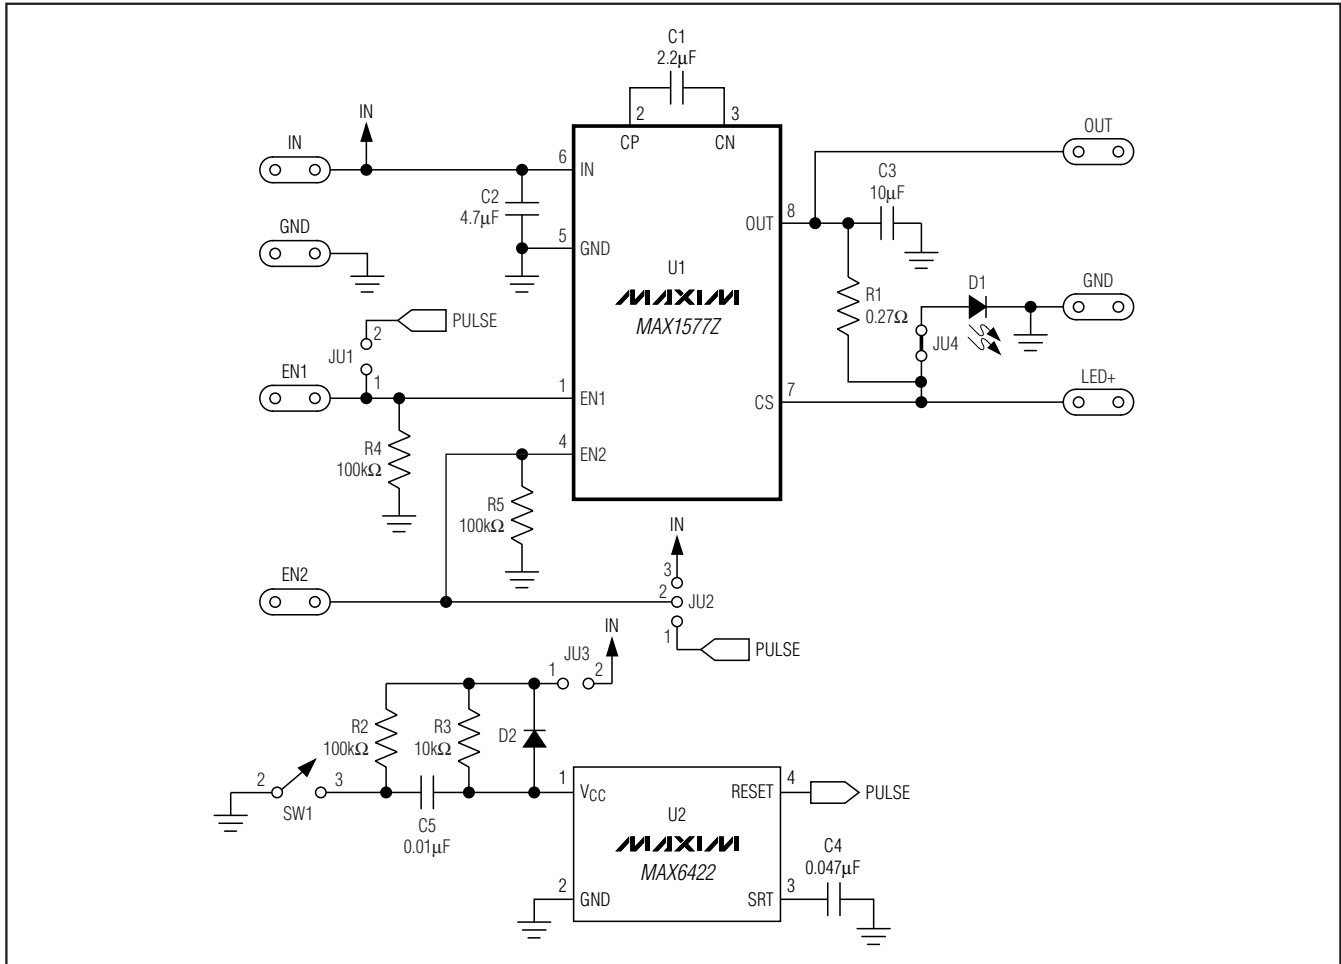 C1
2.2µF
2
3
CP
CN
IN
IN
6
IN
C2
4.7µF
GND
5
GND
OUT
C3
10µF
OUT
8
U1
MAXIM
MAX1577Z
R1
0.27Ω
D1
GND
JU4
LED+
CS
7
PULSE
2
JU1
1
EN1
1
EN1
R4
100kΩ
4
EN2
R5
100kΩ
IN
3
2
JU2
1
PULSE
EN2
IN
JU3
1
2
R2
100kΩ
R3
10kΩ
D2
2
3
SW1
C5
0.01µF
1
VCC
RESET
4
PULSE
U2
MAXIM
MAX6422
C4
0.047µF
2
GND
SRT
3